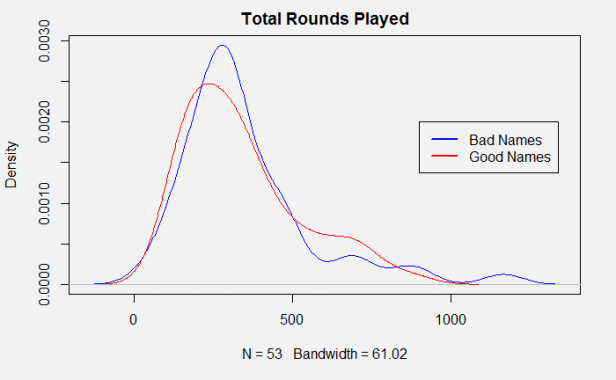 Total Rounds Played
Density
0.0030
0.0020
0.0010
0.0000
Bad Names
Good Names
0 500 1000
N = 53 Bandwidth = 61.02